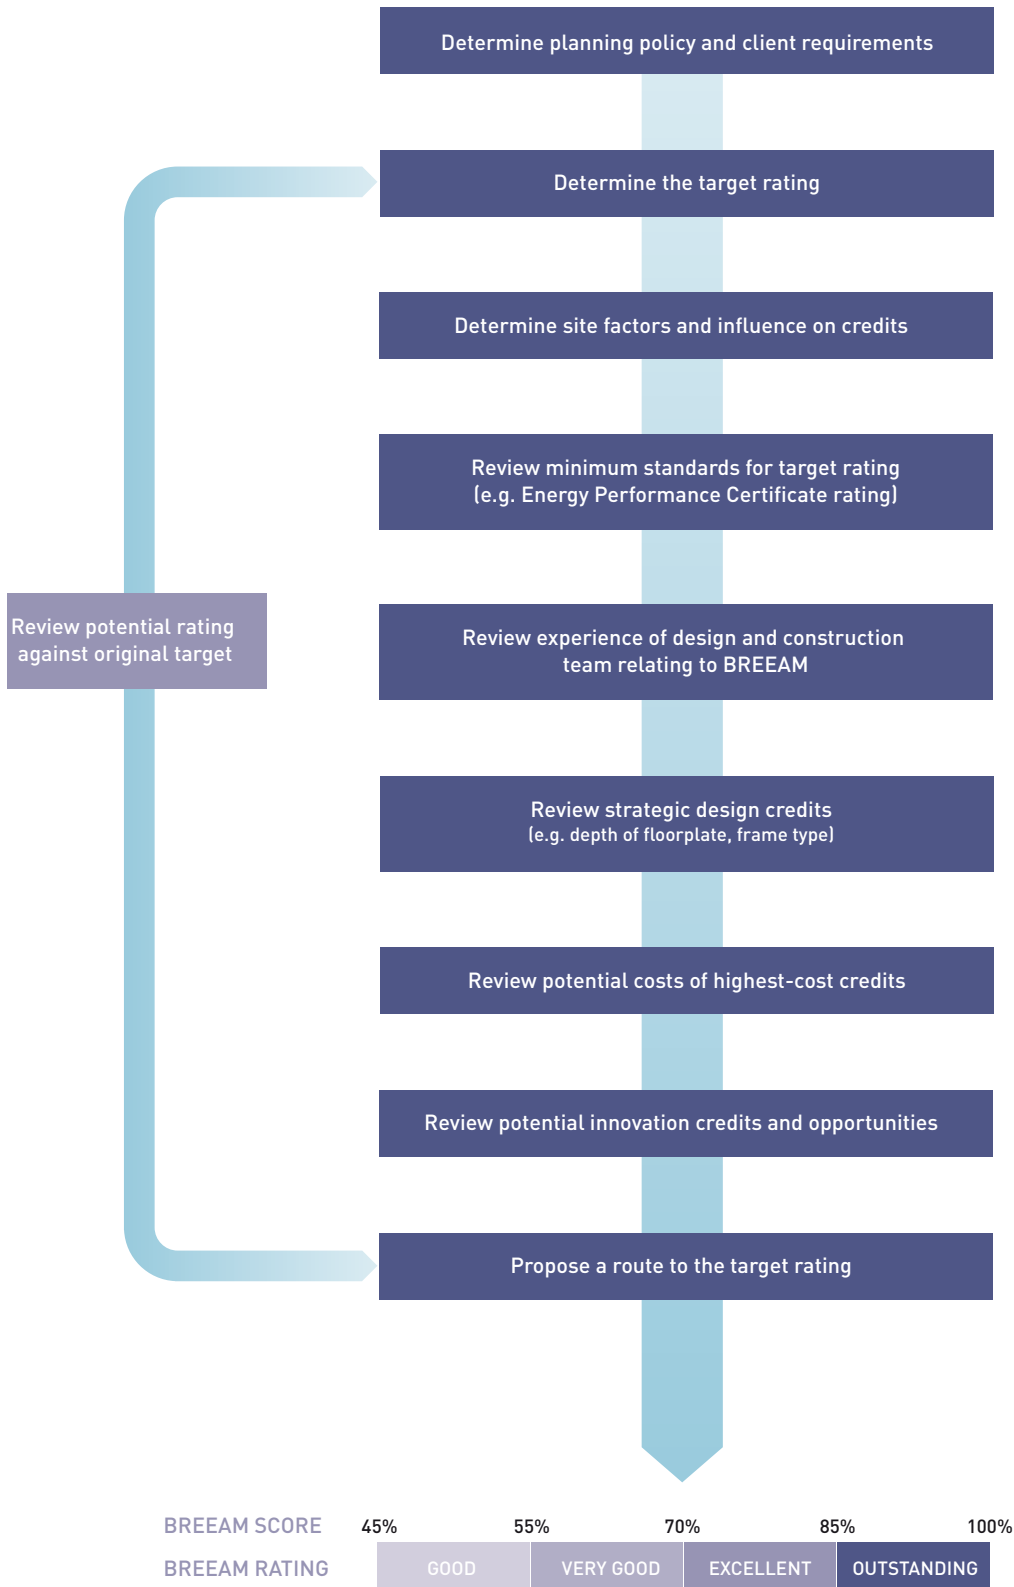 Determine planning policy and client requirements
Determine the target rating
Determine site factors and influence on credits
Review minimum standards for target rating
(e.g. Energy Performance Certificate rating)
Review potential rating
against original target
Review experience of design and construction
team relating to BREEAM
Review strategic design credits
(e.g. depth of floorplate, frame type)
Review potential costs of highest-cost credits
Review potential innovation credits and opportunities
Propose a route to the target rating
BREEAM SCORE 45% 55% 70% 85% 100%
BREEAM RATING GOOD VERY GOOD EXCELLENT OUTSTANDING